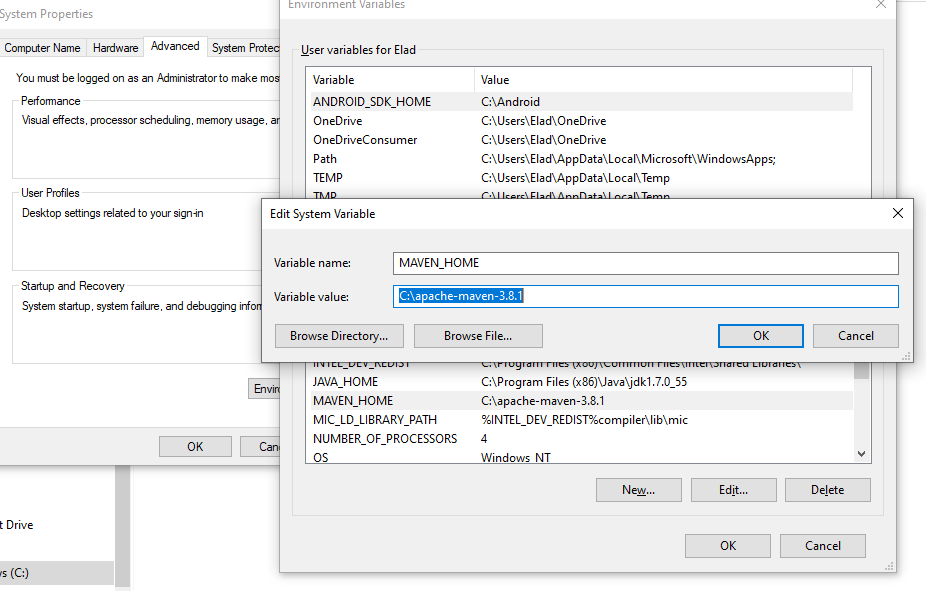 System Properties
Computer Name Hardware Advanced System Protec
You must be logged on as an Administrator to make mos
Performance
Visual effects, processor scheduling, memory usage, an
User Profiles
Desktop settings related to your sign-in
Startup and Recovery
System startup, system failure, and debugging infor
Enviro
OK Can
t Drive
s (C:)
Environment Variables
User variables for Elad
Variable Value
ANDROID_SDK_HOME C:\Android
OneDrive C:\Users\Elad\OneDrive
OneDriveConsumer C:\Users\Elad\OneDrive
Path C:\Users\Elad\AppData\Local\Microsoft\WindowsApps;
TEMP C:\Users\Elad\AppData\Local\Temp
TMP C:\Users\Elad\AppData\Local\Temp
Edit System Variable
Variable name: MAVEN_HOME
Variable value: C:\apache-maven-3.8.1
Browse Directory... Browse File... OK Cancel
INTEL_DEV_REDIST C:\Program Files (x86)\Common Files\Intel\Shared Libraries\
JAVA_HOME C:\Program Files (x86)\Java\jdk1.7.0_55
MAVEN_HOME C:\apache-maven-3.8.1
MIC_LD_LIBRARY_PATH %INTEL_DEV_REDIST%compiler\lib\mic
NUMBER_OF_PROCESSORS 4
OS Windows_NT
New... Edit... Delete
OK Cancel